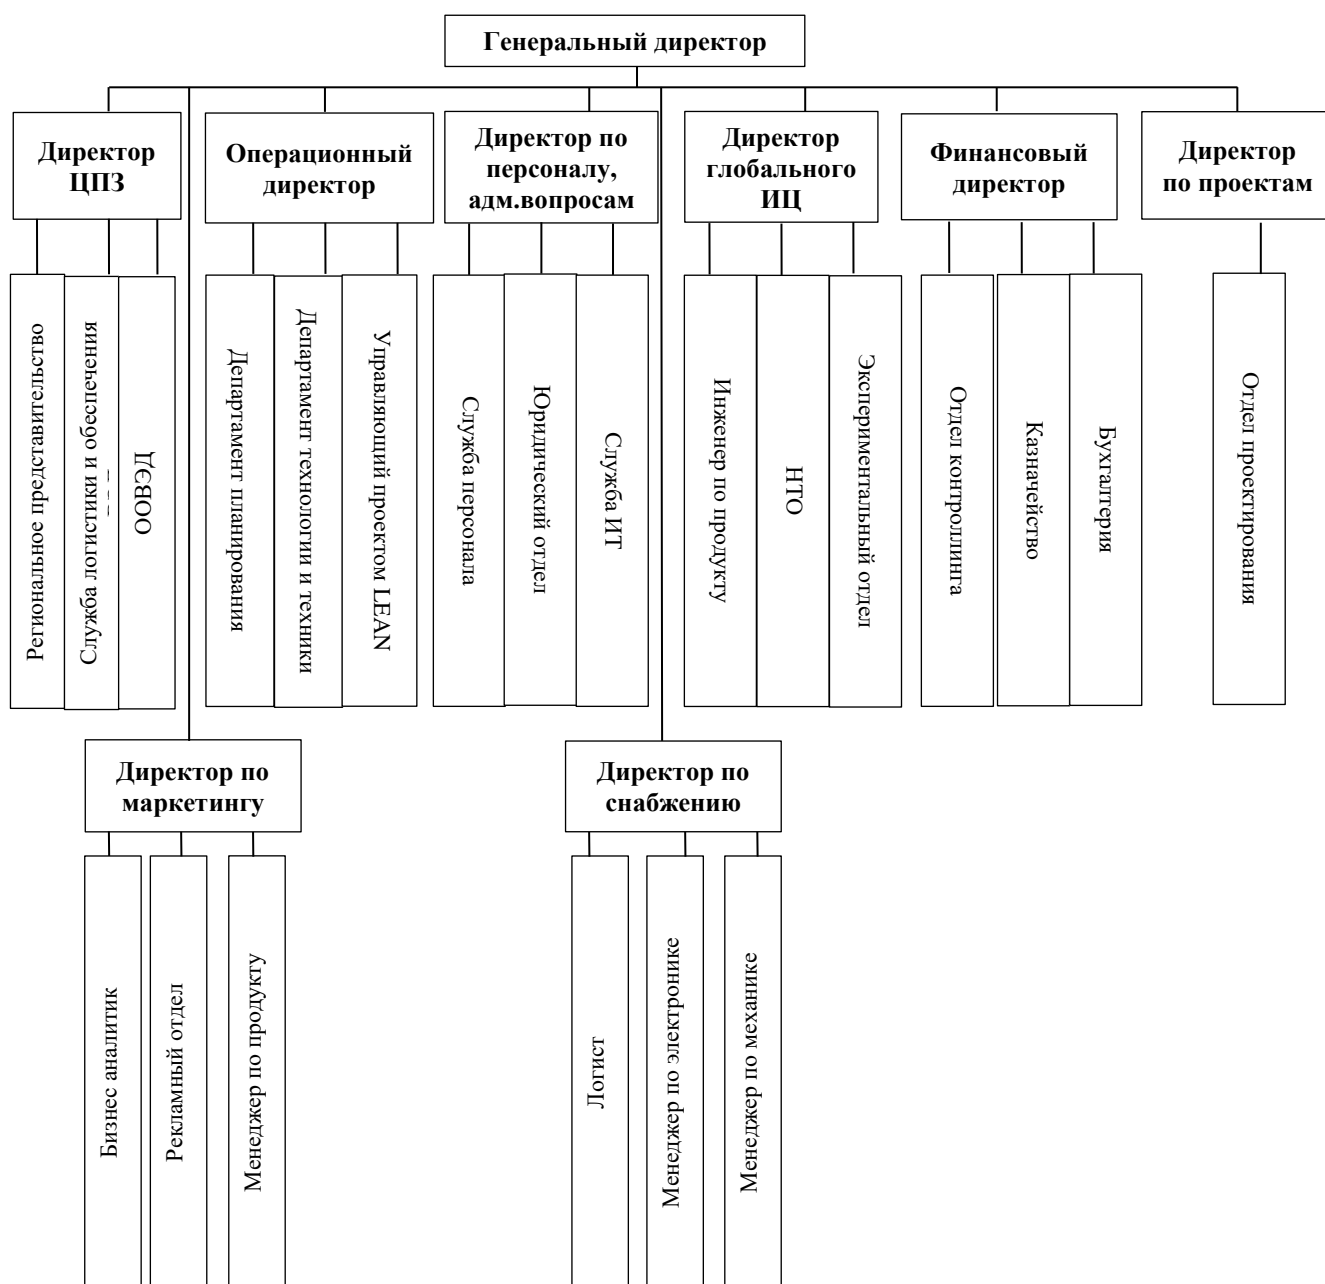 Генеральный директор
Директор
ЦПЗ
Операционный
директор
Директор по
персоналу,
адм.вопросам
Директор
глобального
ИЦ
Финансовый
директор
Директор
по проектам
Региональное представительство
Служба логистики и обеспечения
ООВЭД
Департамент планирования
Департамент технологии и техники
Управляющий проектом LEAN
Служба персонала
Юридический отдел
Служба ИТ
Инженер по продукту
НТО
Экспериментальный отдел
Отдел контроллинга
Казначейство
Бухгалтерия
Отдел проектирования
Директор по
маркетингу
Директор по
снабжению
Бизнес аналитик
Рекламный отдел
Менеджер по продукту
Логист
Менеджер по электронике
Менеджер по механике